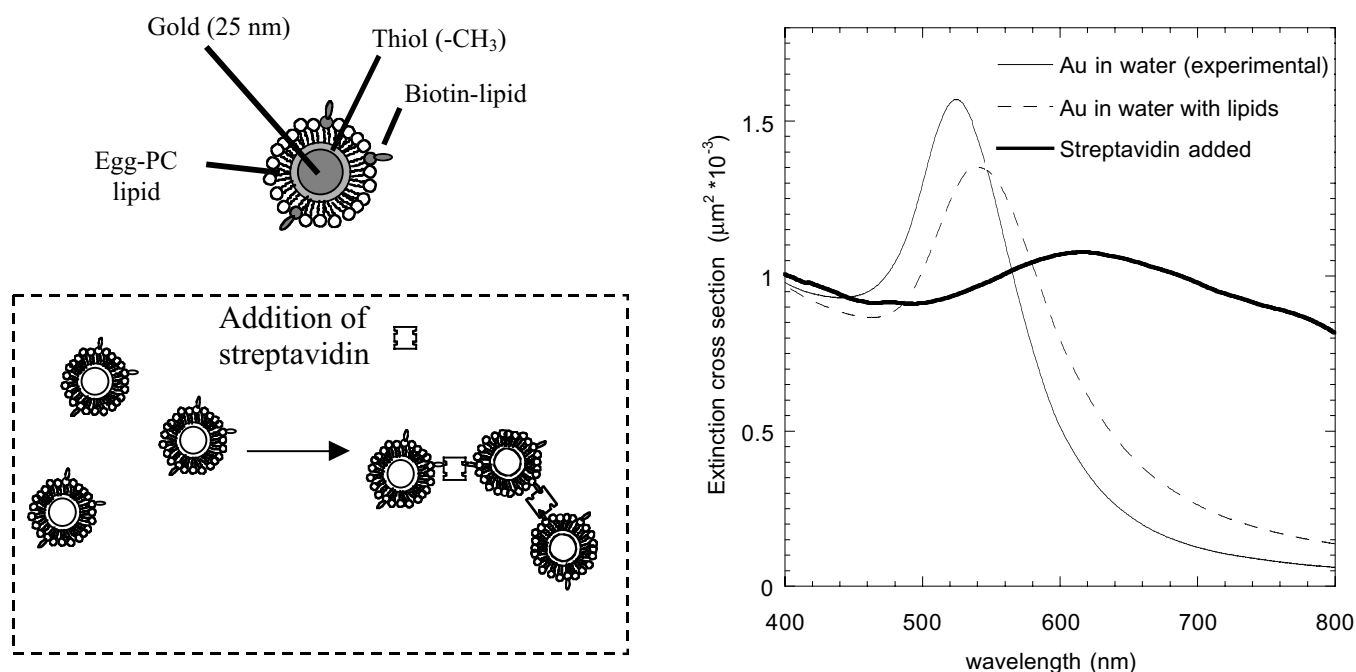 Gold (25 nm)
Thiol (-CH₃)
Biotin-lipid
Egg-PC
lipid
Addition of
streptavidin
Extinction cross section (μm² *10⁻³)
1.5
1
0.5
0
Au in water (experimental)
Au in water with lipids
Streptavidin added
400
500
600
700
800
wavelength (nm)